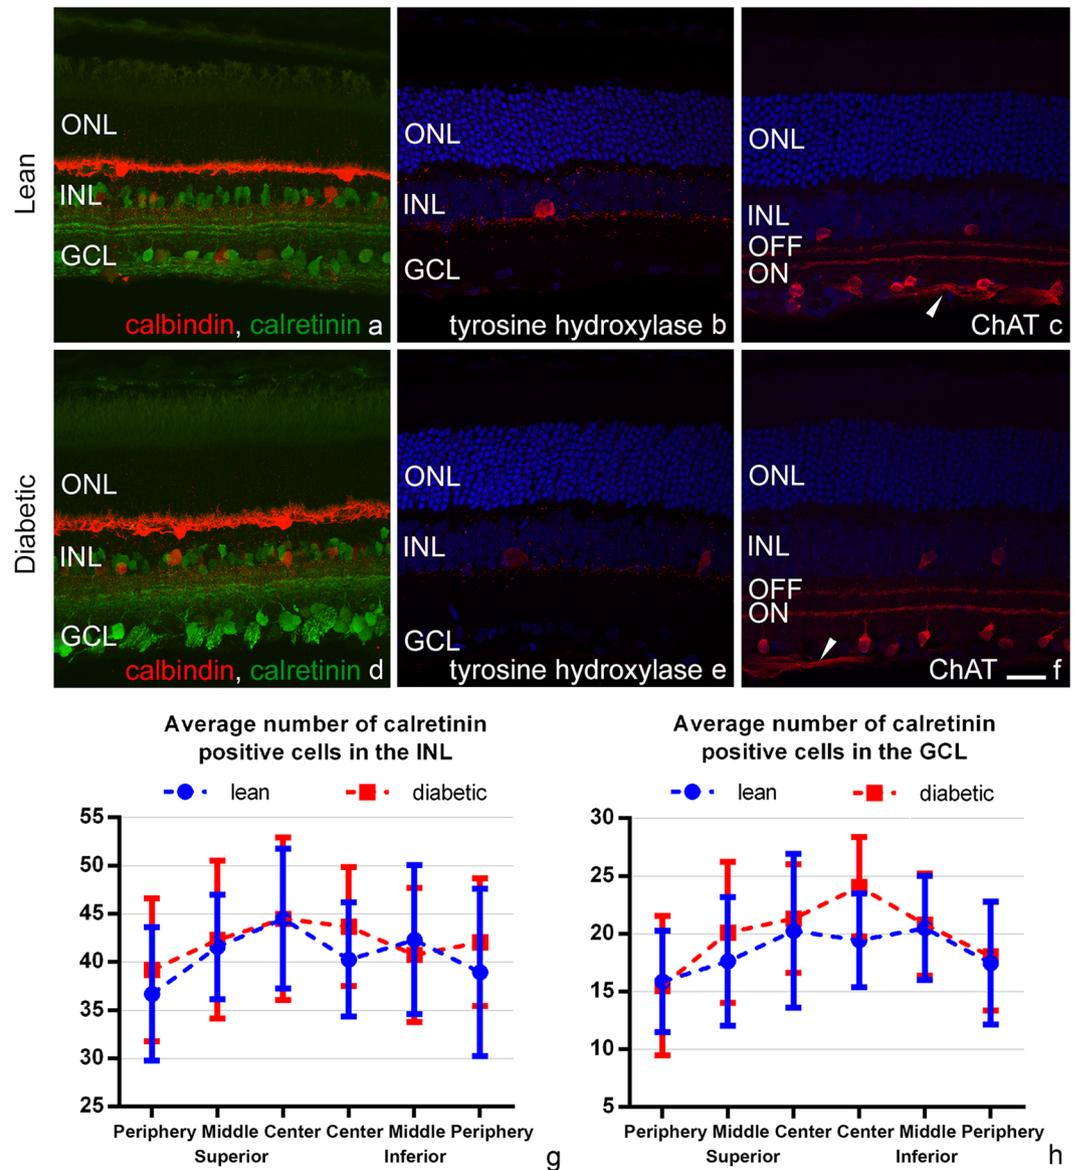 Lean
ONL
INL
GCL
calbindin, calretinin a
ONL
INL
GCL
tyrosine hydroxylase b
ONL
INL
OFF
ON
ChAT c
Diabetic
ONL
INL
GCL
calbindin, calretinin d
ONL
INL
GCL
tyrosine hydroxylase e
ONL
INL
OFF
ON
ChAT f
Average number of calretinin
positive cells in the INL
lean diabetic
55
50
45
40
35
30
25
Periphery Middle Center Center Middle Periphery
Superior Inferior
g
Average number of calretinin
positive cells in the GCL
lean diabetic
30
25
20
15
10
5
Periphery Middle Center Center Middle Periphery
Superior Inferior
h